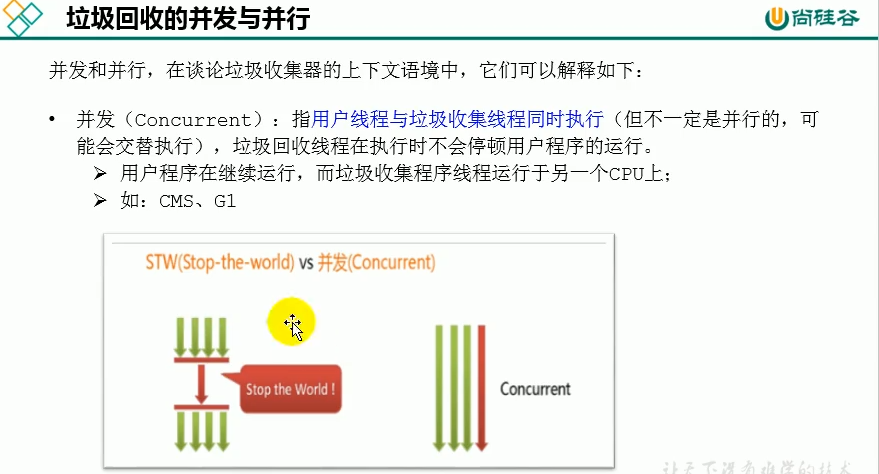 垃圾回收的并发与并行
尚硅谷
并发和并行，在谈论垃圾收集器的上下文语境中，它们可以解释如下：
• 并发（Concurrent）：指用户线程与垃圾收集线程同时执行（但不一定是并行的，可
能会交替执行），垃圾回收线程在执行时不会停顿用户程序的运行。
➢ 用户程序在继续运行，而垃圾收集程序线程运行于另一个CPU上；
➢ 如：CMS、G1
STW(Stop-the-world) vs 并发(Concurrent)
Stop the World !
Concurrent